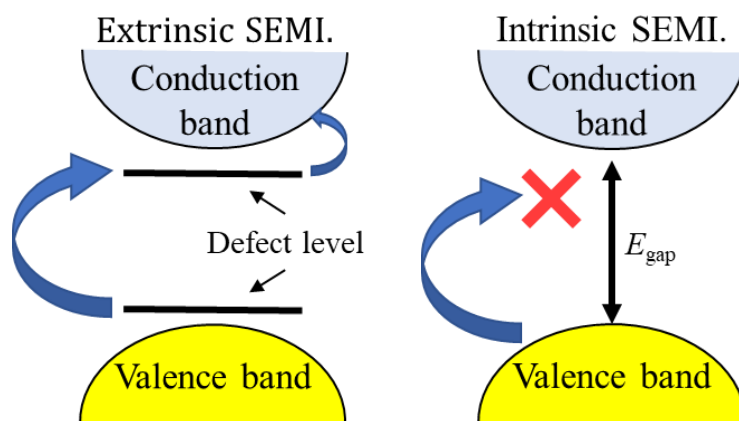 Extrinsic SEMI.
Conduction
band
Defect level
Valence band
Intrinsic SEMI.
Conduction
band
Egap
Valence band